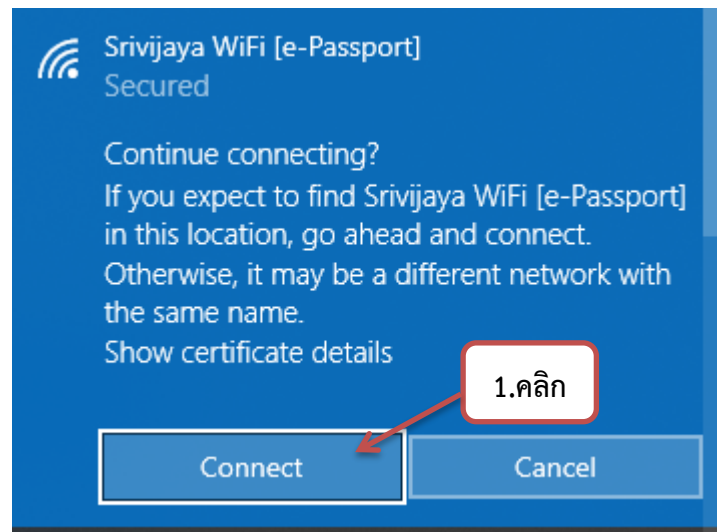 Srivijaya WiFi [e-Passport]
Secured
Continue connecting?
If you expect to find Srivijaya WiFi [e-Passport]
in this location, go ahead and connect.
Otherwise, it may be a different network with
the same name.
Show certificate details
1.คลิก
Connect
Cancel